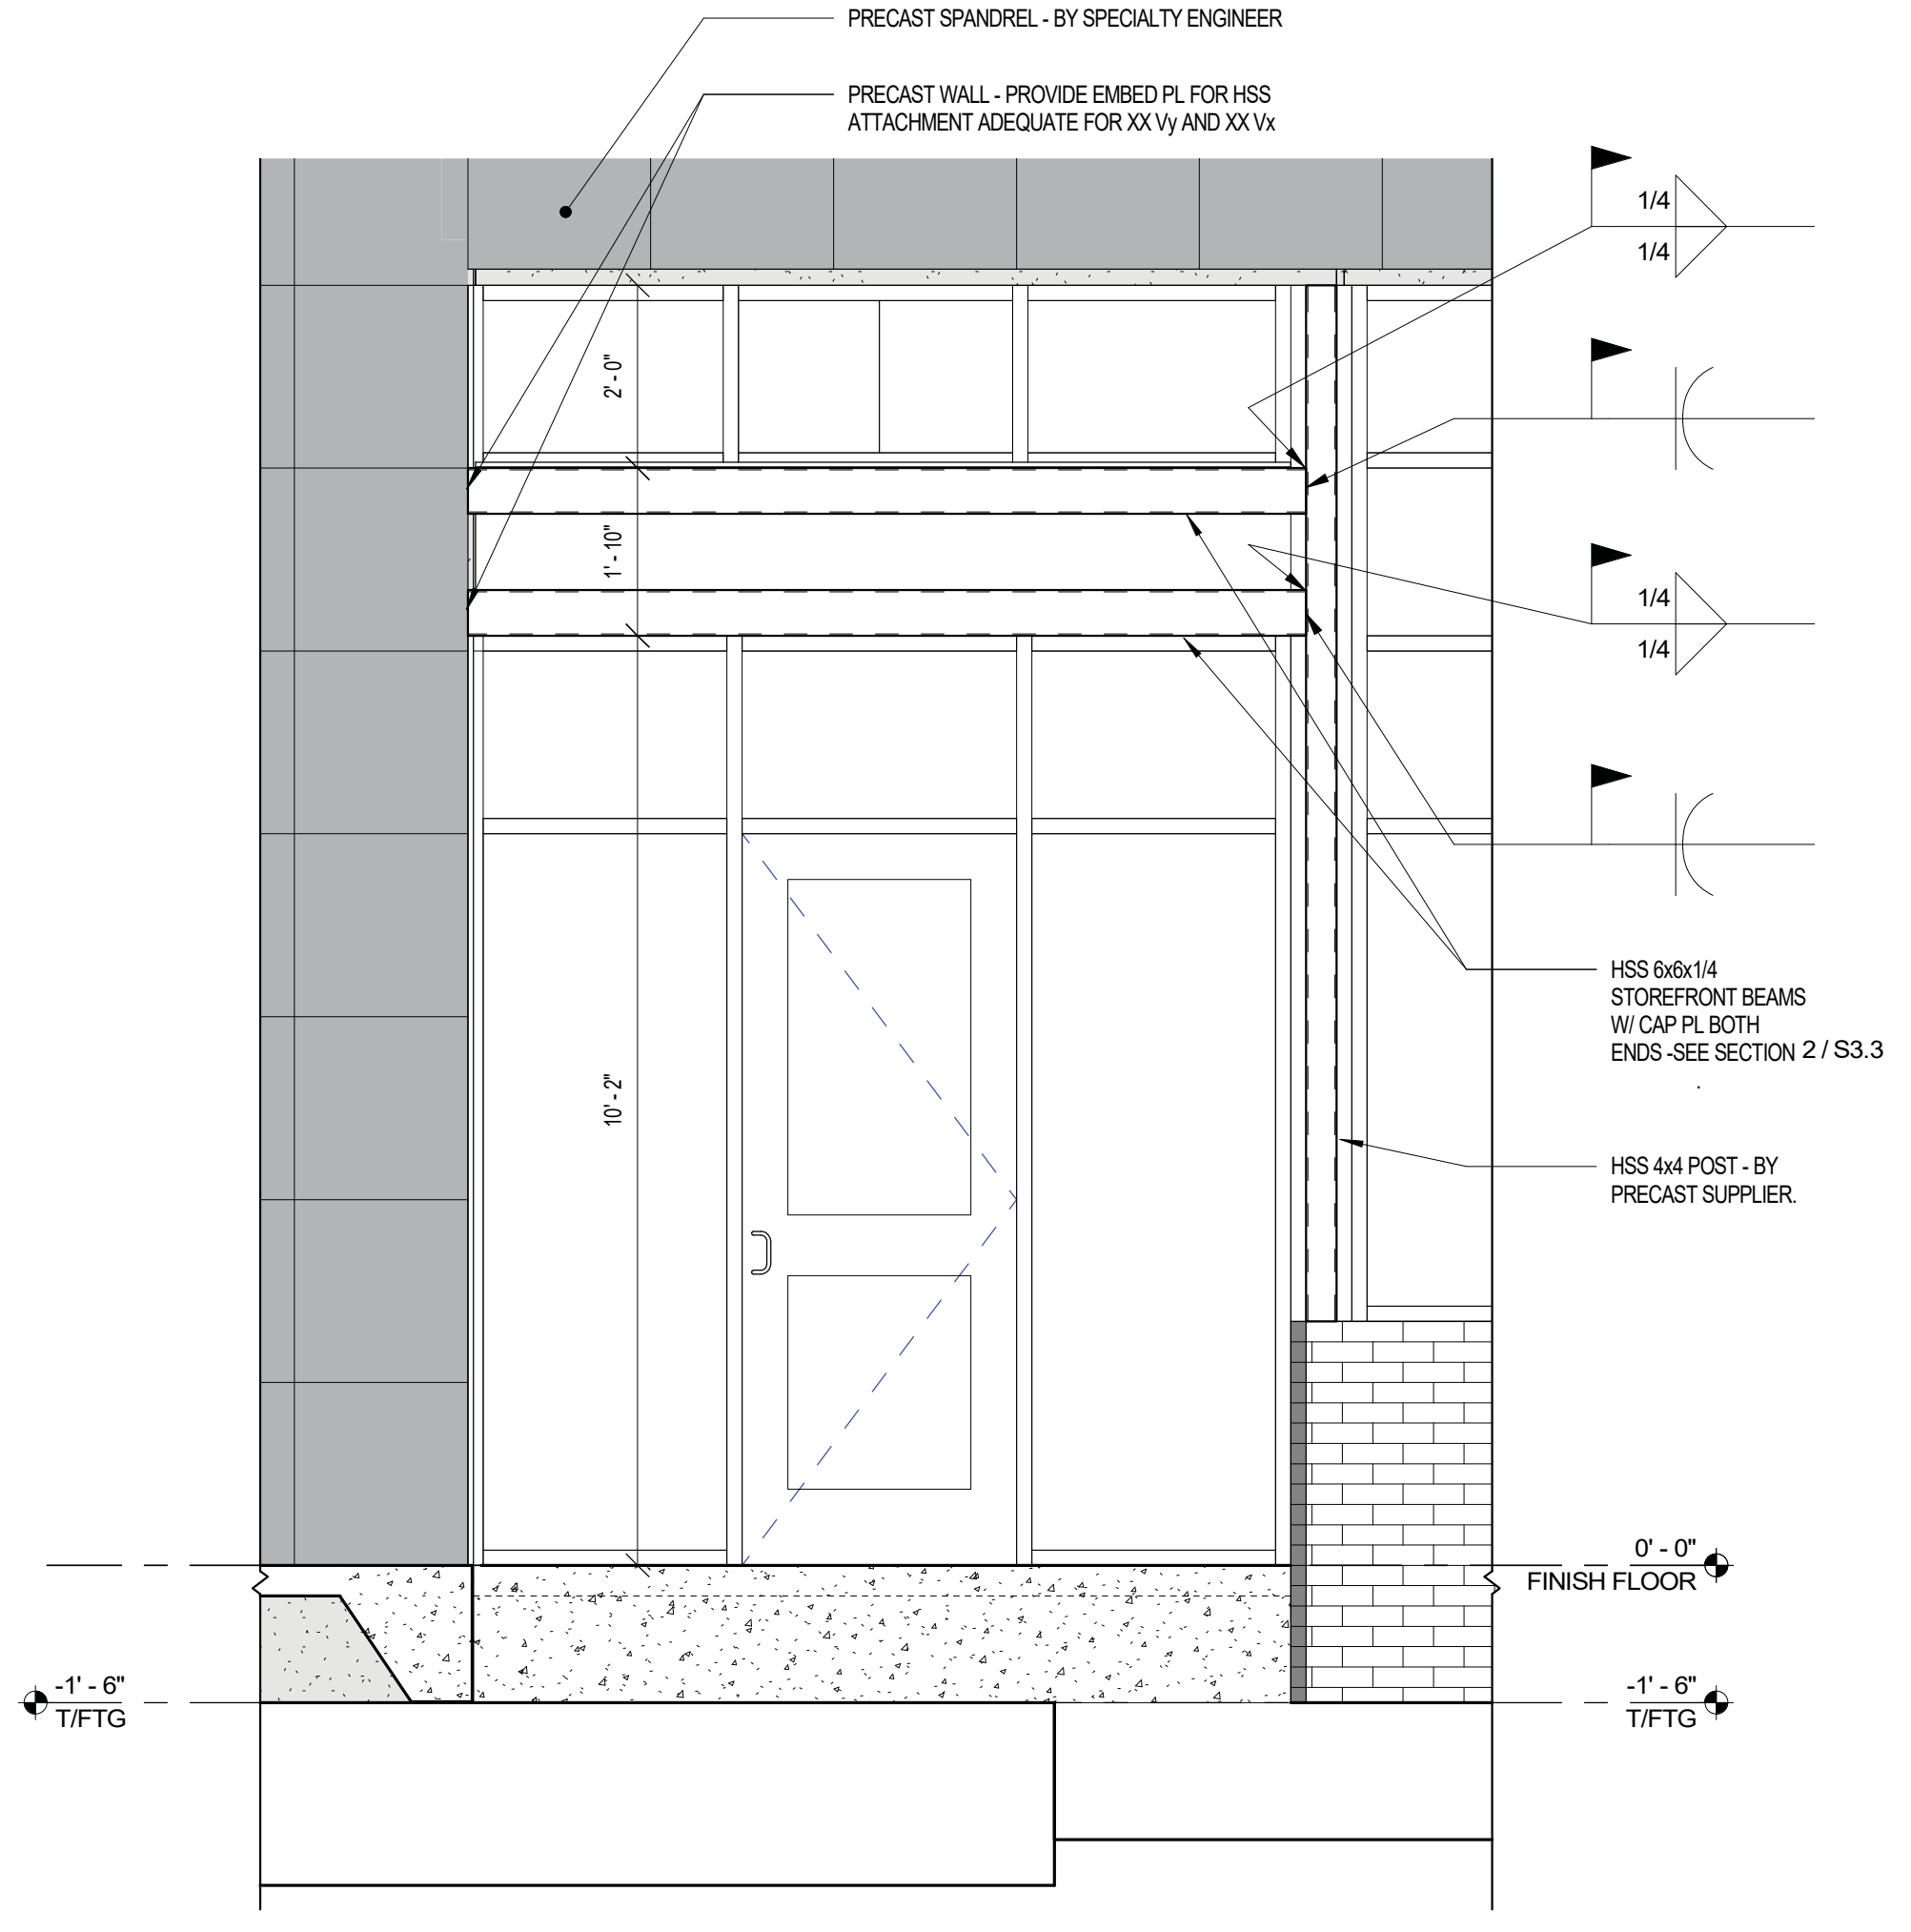 PRECAST SPANDREL - BY SPECIALTY ENGINEER
PRECAST WALL - PROVIDE EMBED PL FOR HSS
ATTACHMENT ADEQUATE FOR XX Vy AND XX Vx
1/4
1/4
2' - 0"
1' - 10"
1/4
1/4
HSS 6x6x1/4
STOREFRONT BEAMS
W/ CAP PL BOTH
ENDS -SEE SECTION 2 / S3.3
.
10' - 2"
HSS 4x4 POST - BY
PRECAST SUPPLIER.
0' - 0"
FINISH FLOOR
-1' - 6"
T/FTG
-1' - 6"
T/FTG